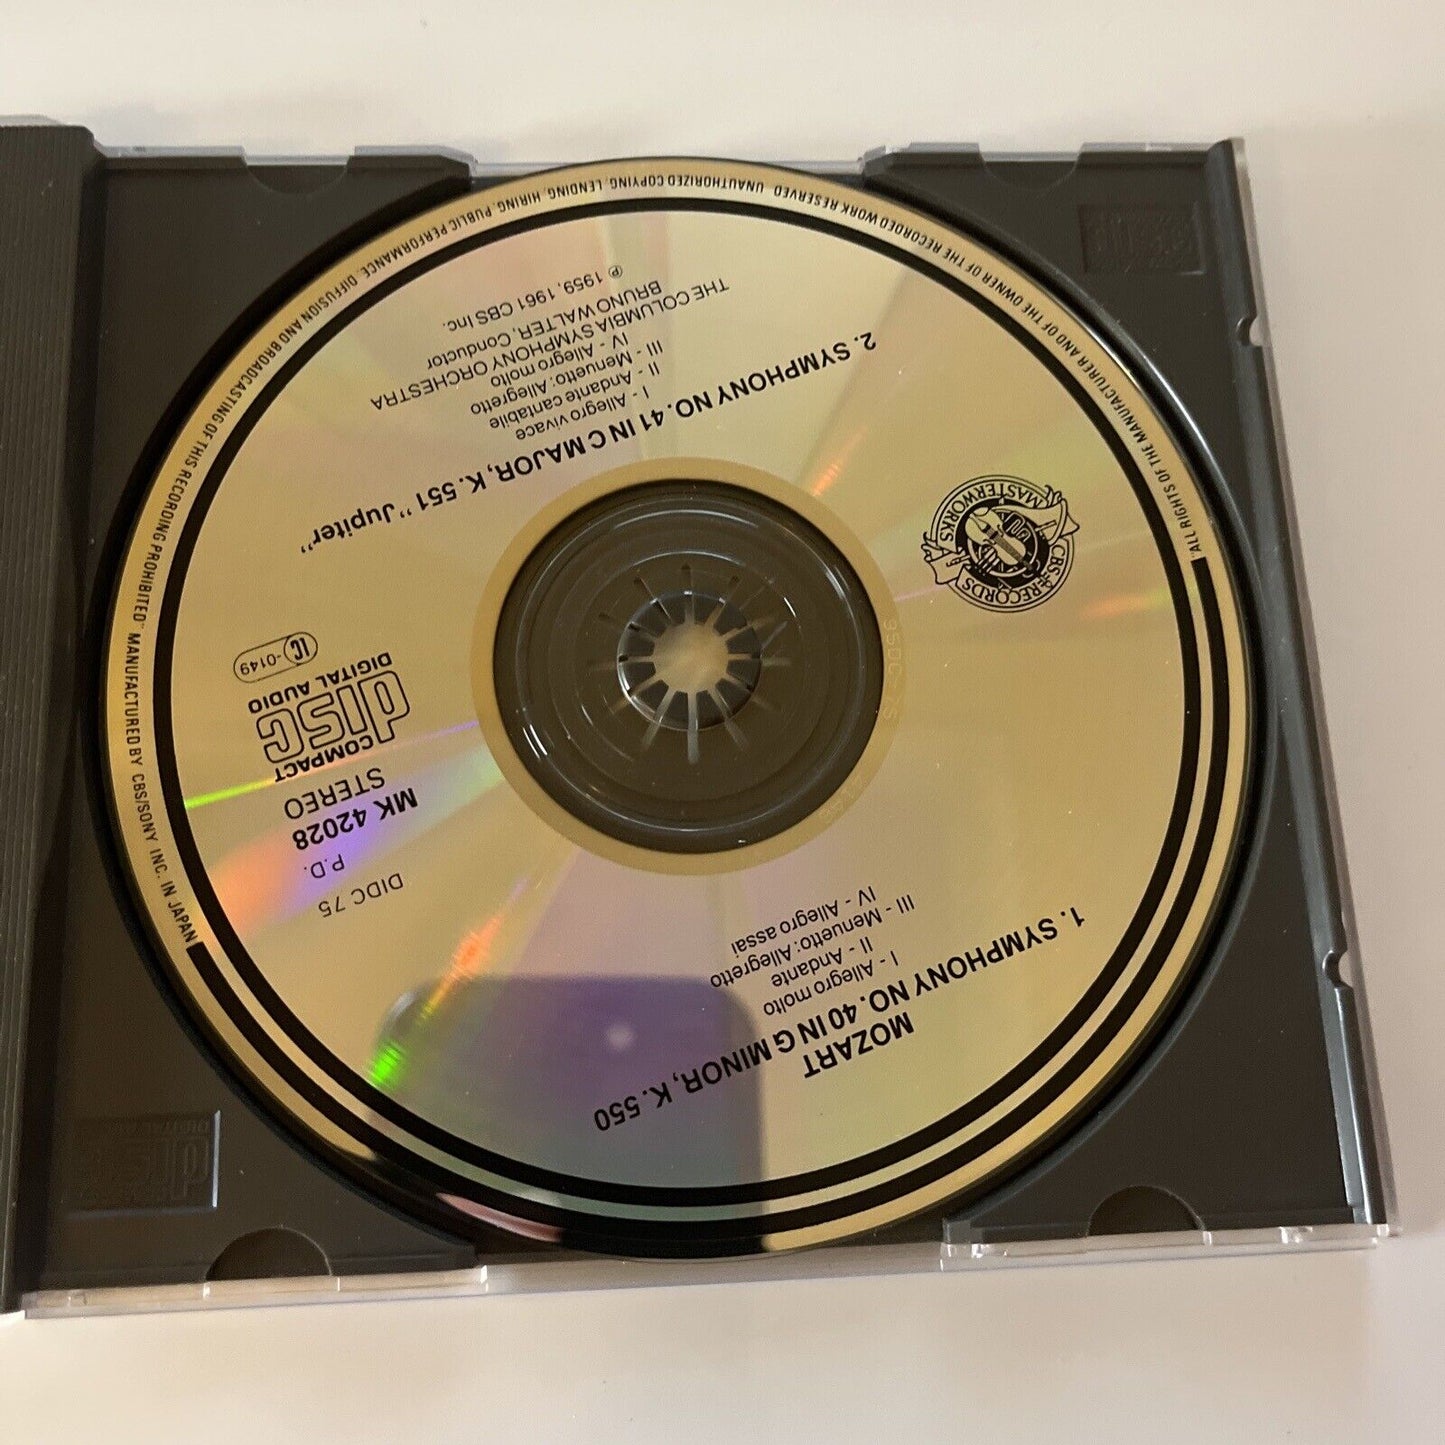 MOZART
1. SYMPHONY NO. 40 IN G MINOR, K. 550
I - Allegro molto
II - Andante
III - Menuetto: Allegretto
IV - Allegro assai
DIDC 75
P.D.
MK 42028
STEREO
COMPACT
disc
DIGITAL AUDIO
LC -0149
CBS RECORDS
MASTERWORKS
2. SYMPHONY NO. 41 IN C MAJOR, K. 551 "Jupiter"
I - Allegro vivace
II - Andante cantabile
III - Menuetto: Allegretto
IV - Allegro molto
THE COLUMBIA SYMPHONY ORCHESTRA
BRUNO WALTER, Conductor
℗ 1959, 1961 CBS Inc.
"ALL RIGHTS OF THE MANUFACTURER AND OF THE OWNER OF THE RECORDED WORK RESERVED. UNAUTHORIZED COPYING, LENDING, HIRING, PUBLIC PERFORMANCE, DIFFUSION AND BROADCASTING OF THIS RECORDING PROHIBITED" MANUFACTURED BY CBS/SONY INC. IN JAPAN
disc